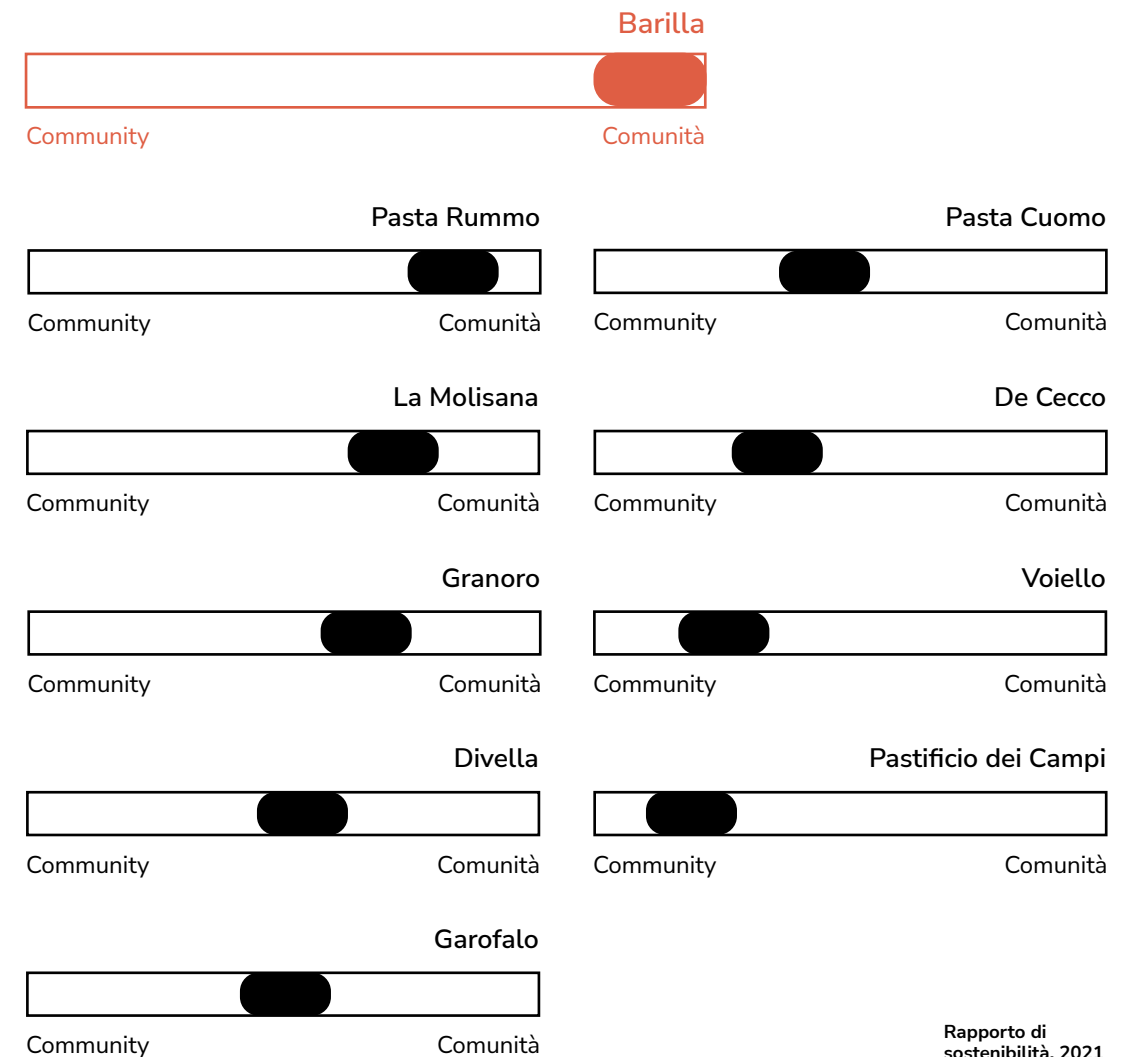 Barilla
Community Comunità
Pasta Rummo
Community Comunità
Pasta Cuomo
Community Comunità
La Molisana
Community Comunità
De Cecco
Community Comunità
Granoro
Community Comunità
Voiello
Community Comunità
Divella
Community Comunità
Pastificio dei Campi
Community Comunità
Garofalo
Community Comunità
Rapporto di
sostenibilità, 2021